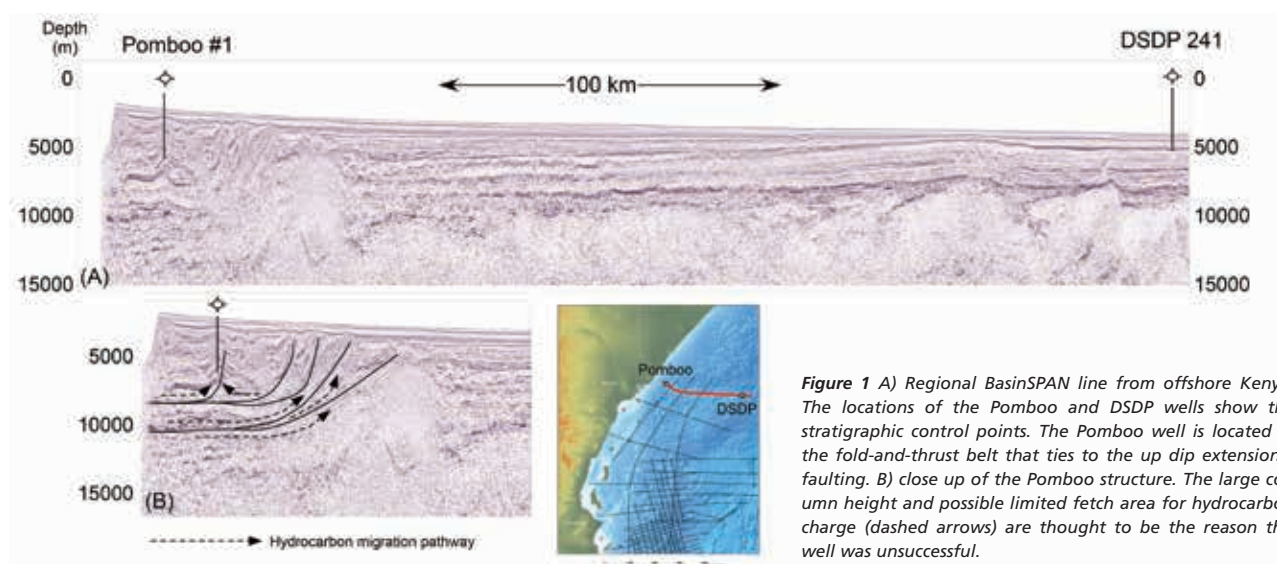 Depth
(m)
Pomboo #1
DSDP 241
0
100 km
0
5000
5000
10000
10000
15000 (A)
15000
5000
10000
15000
(B)
Hydrocarbon migration pathway
Pomboo
DSDP
Figure 1 A) Regional BasinSPAN line from offshore Keny
The locations of the Pomboo and DSDP wells show th
stratigraphic control points. The Pomboo well is located
the fold-and-thrust belt that ties to the up dip extension
faulting. B) close up of the Pomboo structure. The large co
umn height and possible limited fetch area for hydrocarbo
charge (dashed arrows) are thought to be the reason th
well was unsuccessful.